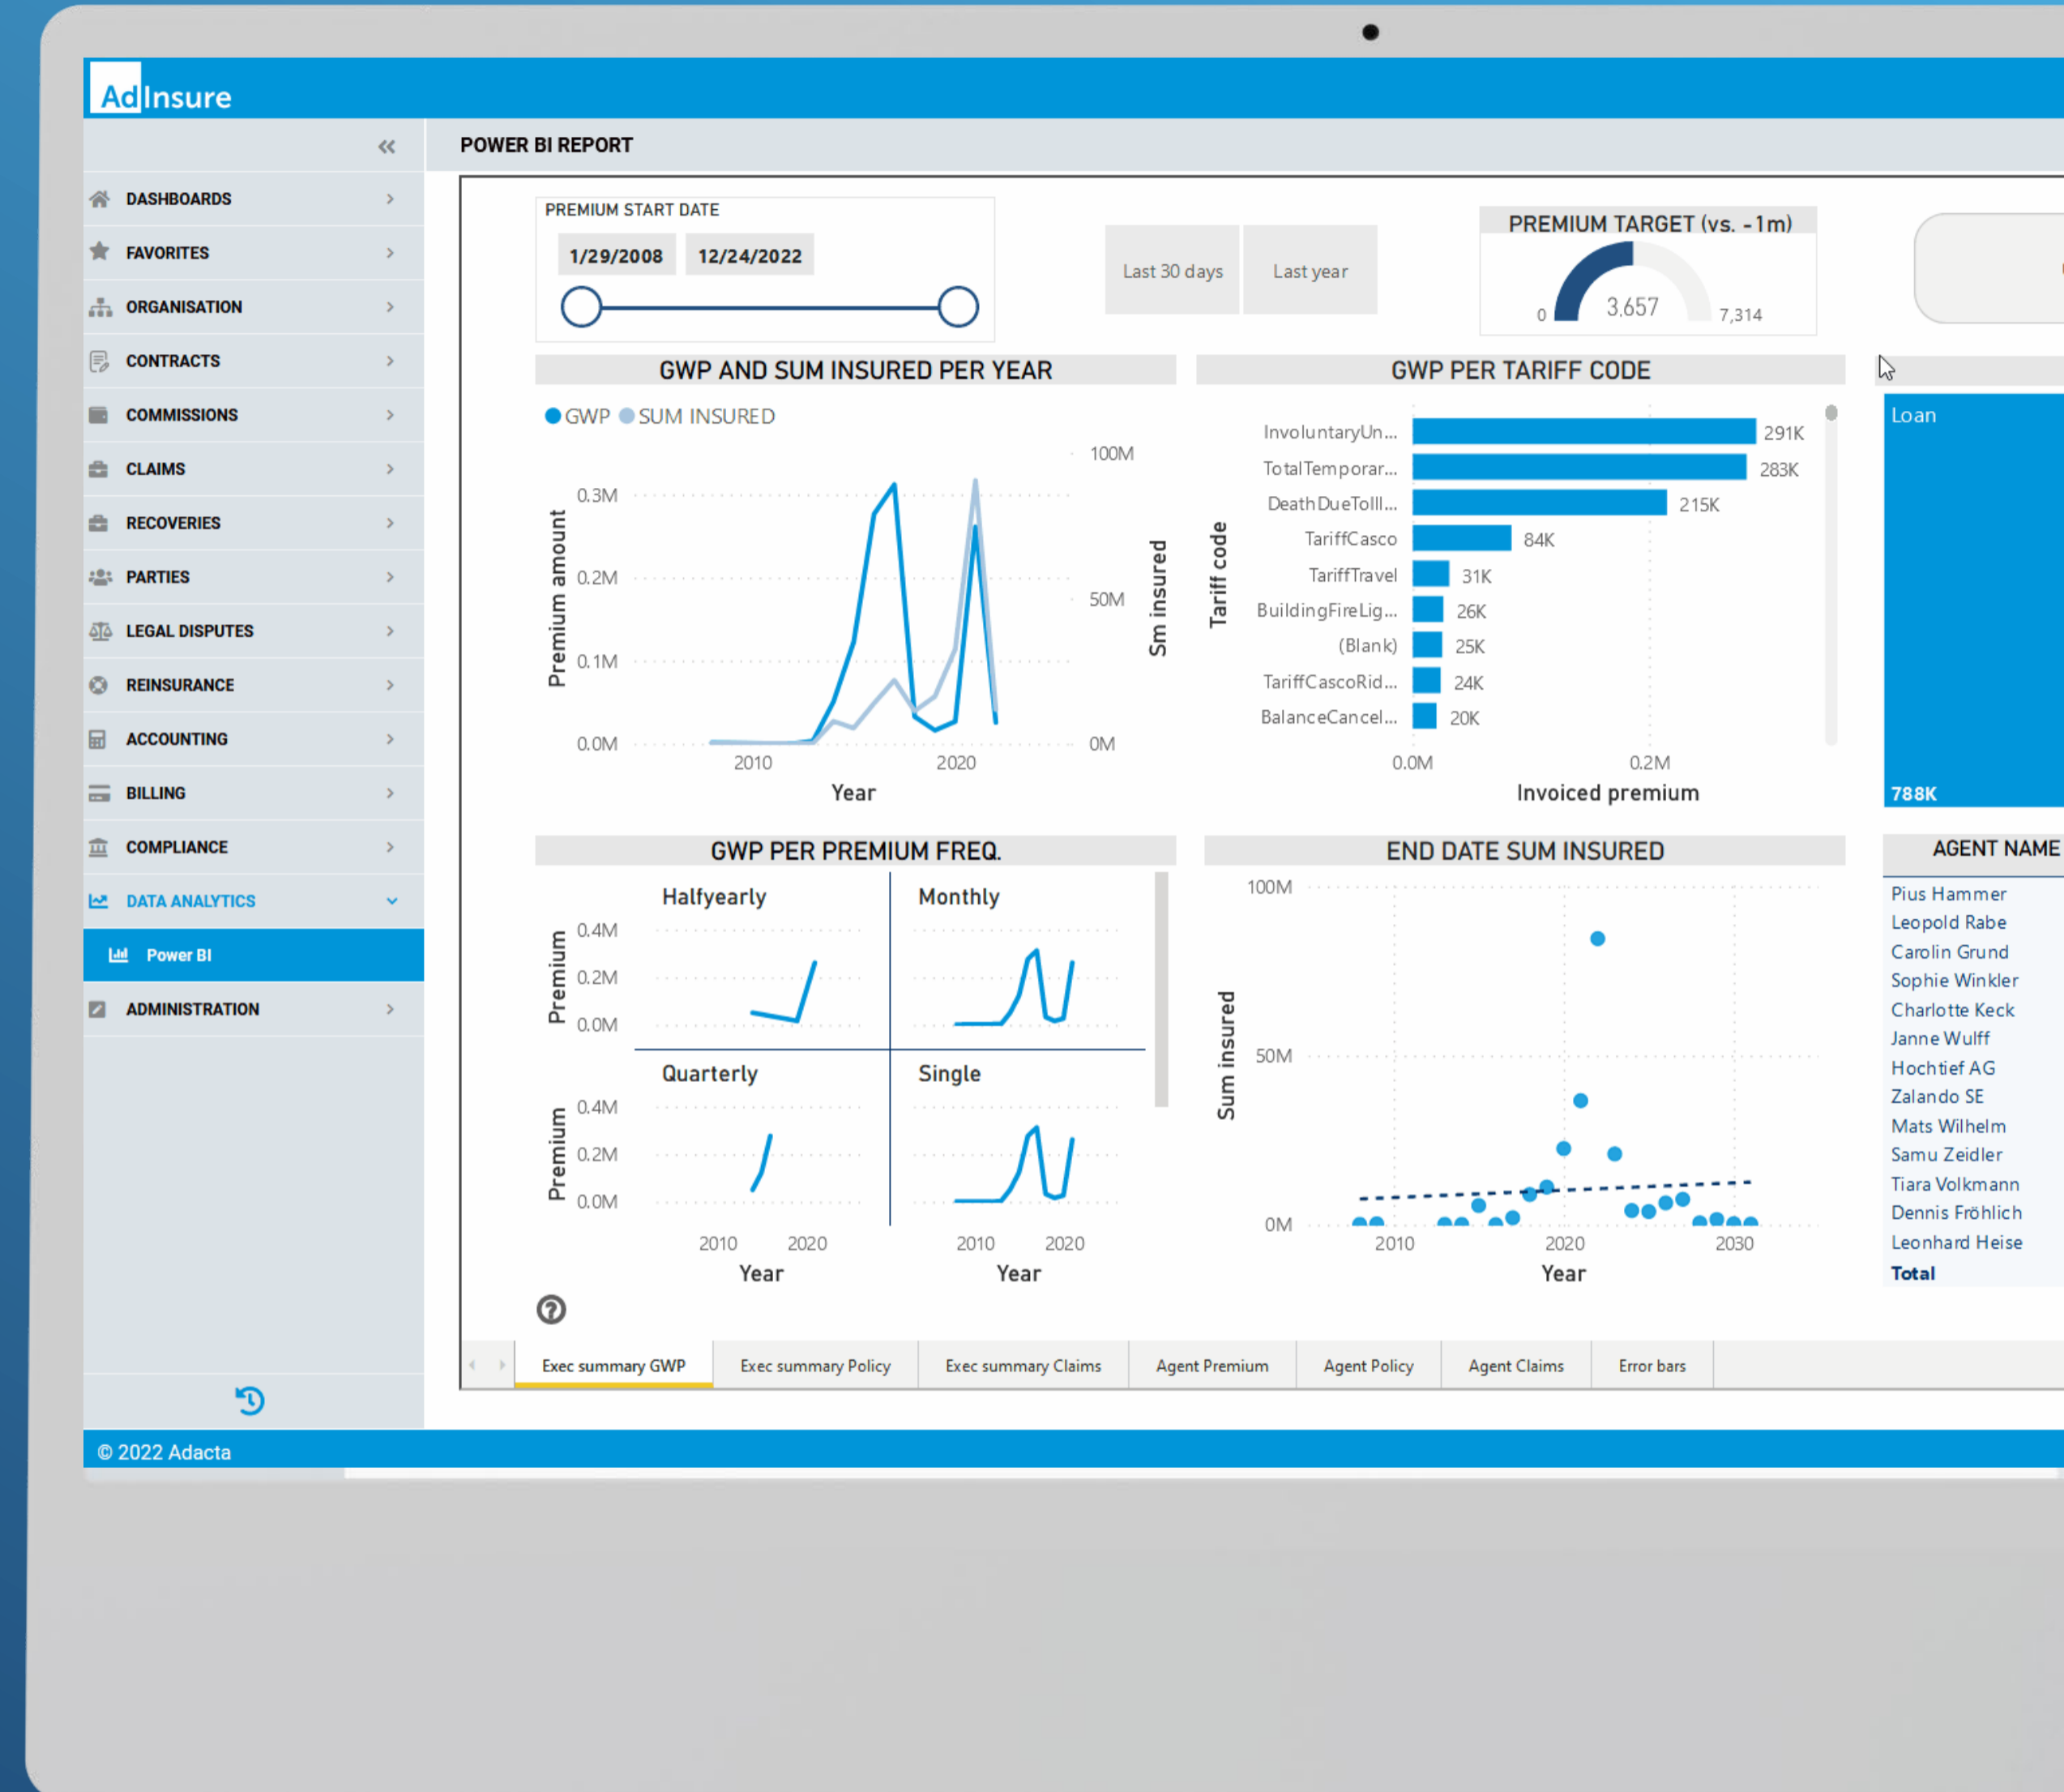 AdInsure
POWER BI REPORT
DASHBOARDS
FAVORITES
ORGANISATION
CONTRACTS
COMMISSIONS
CLAIMS
RECOVERIES
PARTIES
LEGAL DISPUTES
REINSURANCE
ACCOUNTING
BILLING
COMPLIANCE
DATA ANALYTICS
Power BI
ADMINISTRATION
© 2022 Adacta
PREMIUM START DATE
1/29/2008 12/24/2022
Last 30 days Last year
PREMIUM TARGET (vs. -1m)
0 3,657 7,314
GWP AND SUM INSURED PER YEAR
GWP SUM INSURED
Premium amount
0.3M
0.2M
0.1M
0.0M
100M
50M
0M
Sm insured
2010 2020
Year
GWP PER TARIFF CODE
Tariff code
InvoluntaryUn... 291K
TotalTemporar... 283K
DeathDueToIll... 215K
TariffCasco 84K
TariffTravel 31K
BuildingFireLig... 26K
(Blank) 25K
TariffCascoRid... 24K
BalanceCancel... 20K
0.0M 0.2M
Invoiced premium
Loan
788K
GWP PER PREMIUM FREQ.
Halfyearly Monthly
Premium
0.4M
0.2M
0.0M
Quarterly Single
Premium
0.4M
0.2M
0.0M
2010 2020 2010 2020
Year Year
END DATE SUM INSURED
Sum insured
100M
50M
0M
2010 2020 2030
Year
AGENT NAME
Pius Hammer
Leopold Rabe
Carolin Grund
Sophie Winkler
Charlotte Keck
Janne Wulff
Hochtief AG
Zalando SE
Mats Wilhelm
Samu Zeidler
Tiara Volkmann
Dennis Fröhlich
Leonhard Heise
Total
Exec summary GWP Exec summary Policy Exec summary Claims Agent Premium Agent Policy Agent Claims Error bars